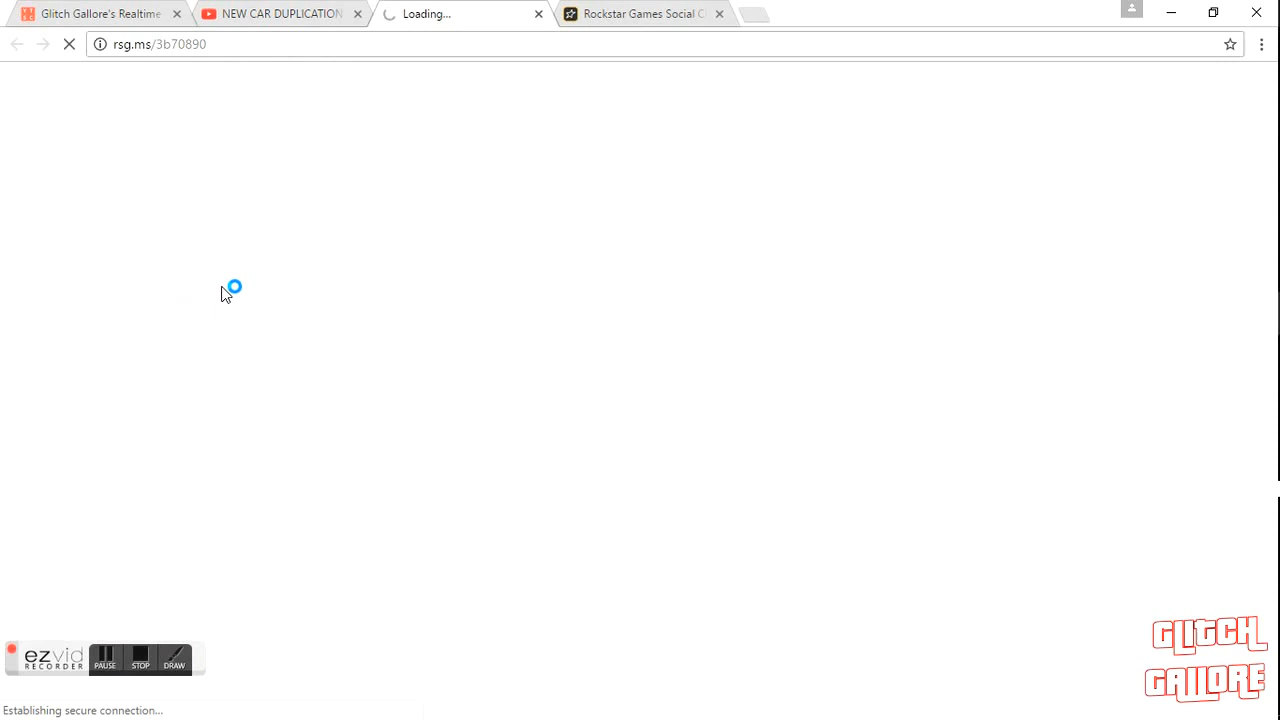 Glitch Gallore's Realtime
NEW CAR DUPLICATION
Loading...
Rockstar Games Social C
rsg.ms/3b70890
ezvid
RECORDER
PAUSE
STOP
DRAW
GLITCH
GALLORE
Establishing secure connection...